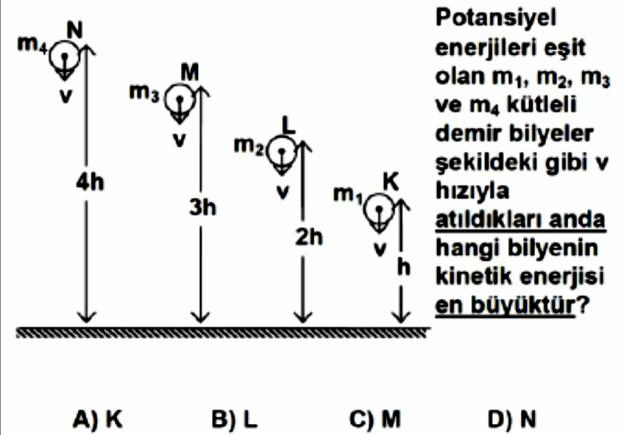 Potansiyel
enerjileri eşit
olan m₁, m₂, m₃
ve m₄ kütleli
demir bilyeler
şekildeki gibi v
hızıyla
atıldıkları anda
hangi bilyenin
kinetik enerjisi
en büyüktür?
N
m₄
v
4h
M
m₃
v
3h
L
m₂
v
2h
K
m₁
v
h
A) K B) L C) M D) N